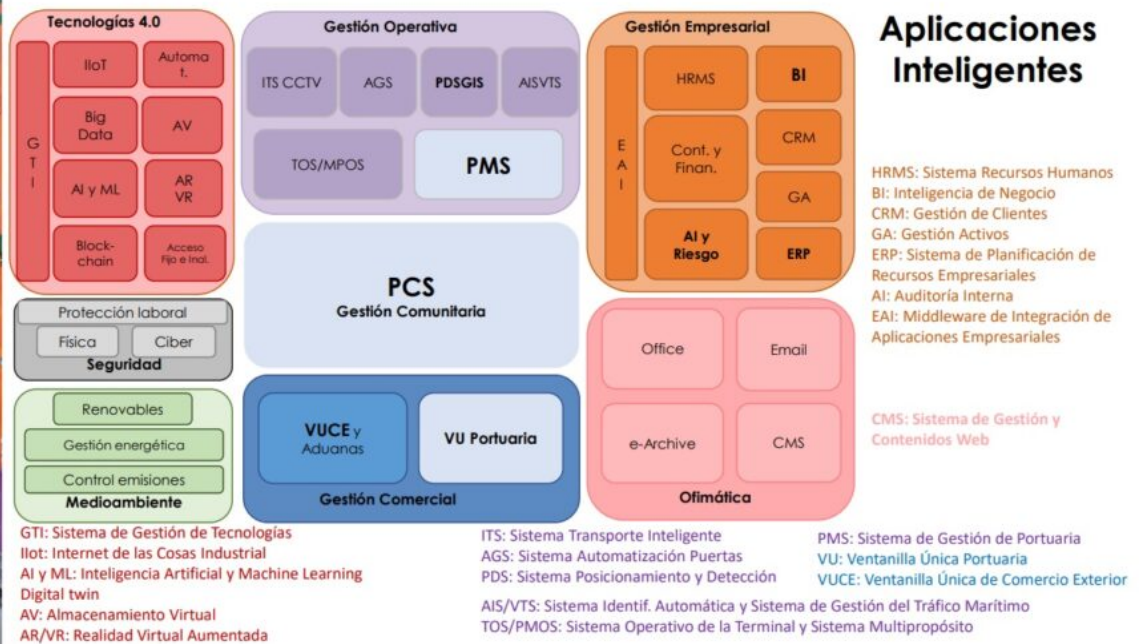 Aplicaciones
Inteligentes
Tecnologías 4.0
G
T
I
IIoT
Automa
t.
Big
Data
AV
AI y ML
AR
VR
Block-
chain
Acceso
Fijo e Inal.
Protección laboral
Física
Ciber
Seguridad
Renovables
Gestión energética
Control emisiones
Medioambiente
Gestión Operativa
ITS CCTV
AGS
PDSGIS
AISVTS
TOS/MPOS
PMS
PCS
Gestión Comunitaria
VUCE y
Aduanas
VU Portuaria
Gestión Comercial
Gestión Empresarial
E
A
I
HRMS
BI
Cont. y
Finan.
CRM
GA
AI y
Riesgo
ERP
Office
Email
e-Archive
CMS
Ofimática
HRMS: Sistema Recursos Humanos
BI: Inteligencia de Negocio
CRM: Gestión de Clientes
GA: Gestión Activos
ERP: Sistema de Planificación de
Recursos Empresariales
AI: Auditoría Interna
EAI: Middleware de Integración de
Aplicaciones Empresariales
CMS: Sistema de Gestión y
Contenidos Web
GTI: Sistema de Gestión de Tecnologías
IIot: Internet de las Cosas Industrial
AI y ML: Inteligencia Artificial y Machine Learning
Digital twin
AV: Almacenamiento Virtual
AR/VR: Realidad Virtual Aumentada
ITS: Sistema Transporte Inteligente
AGS: Sistema Automatización Puertas
PDS: Sistema Posicionamiento y Detección
AIS/VTS: Sistema Identif. Automática y Sistema de Gestión del Tráfico Marítimo
TOS/PMOS: Sistema Operativo de la Terminal y Sistema Multipropósito
PMS: Sistema de Gestión de Portuaria
VU: Ventanilla Única Portuaria
VUCE: Ventanilla Única de Comercio Exterior